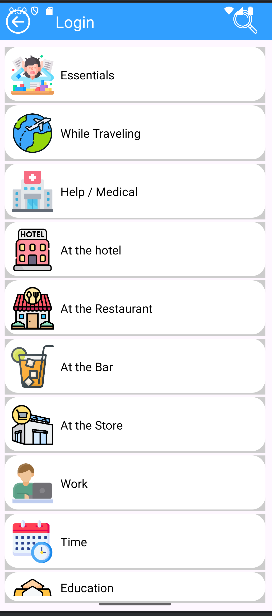 Login
Essentials
While Traveling
Help / Medical
At the hotel
HOTEL
At the Restaurant
At the Bar
At the Store
Work
Time
Education